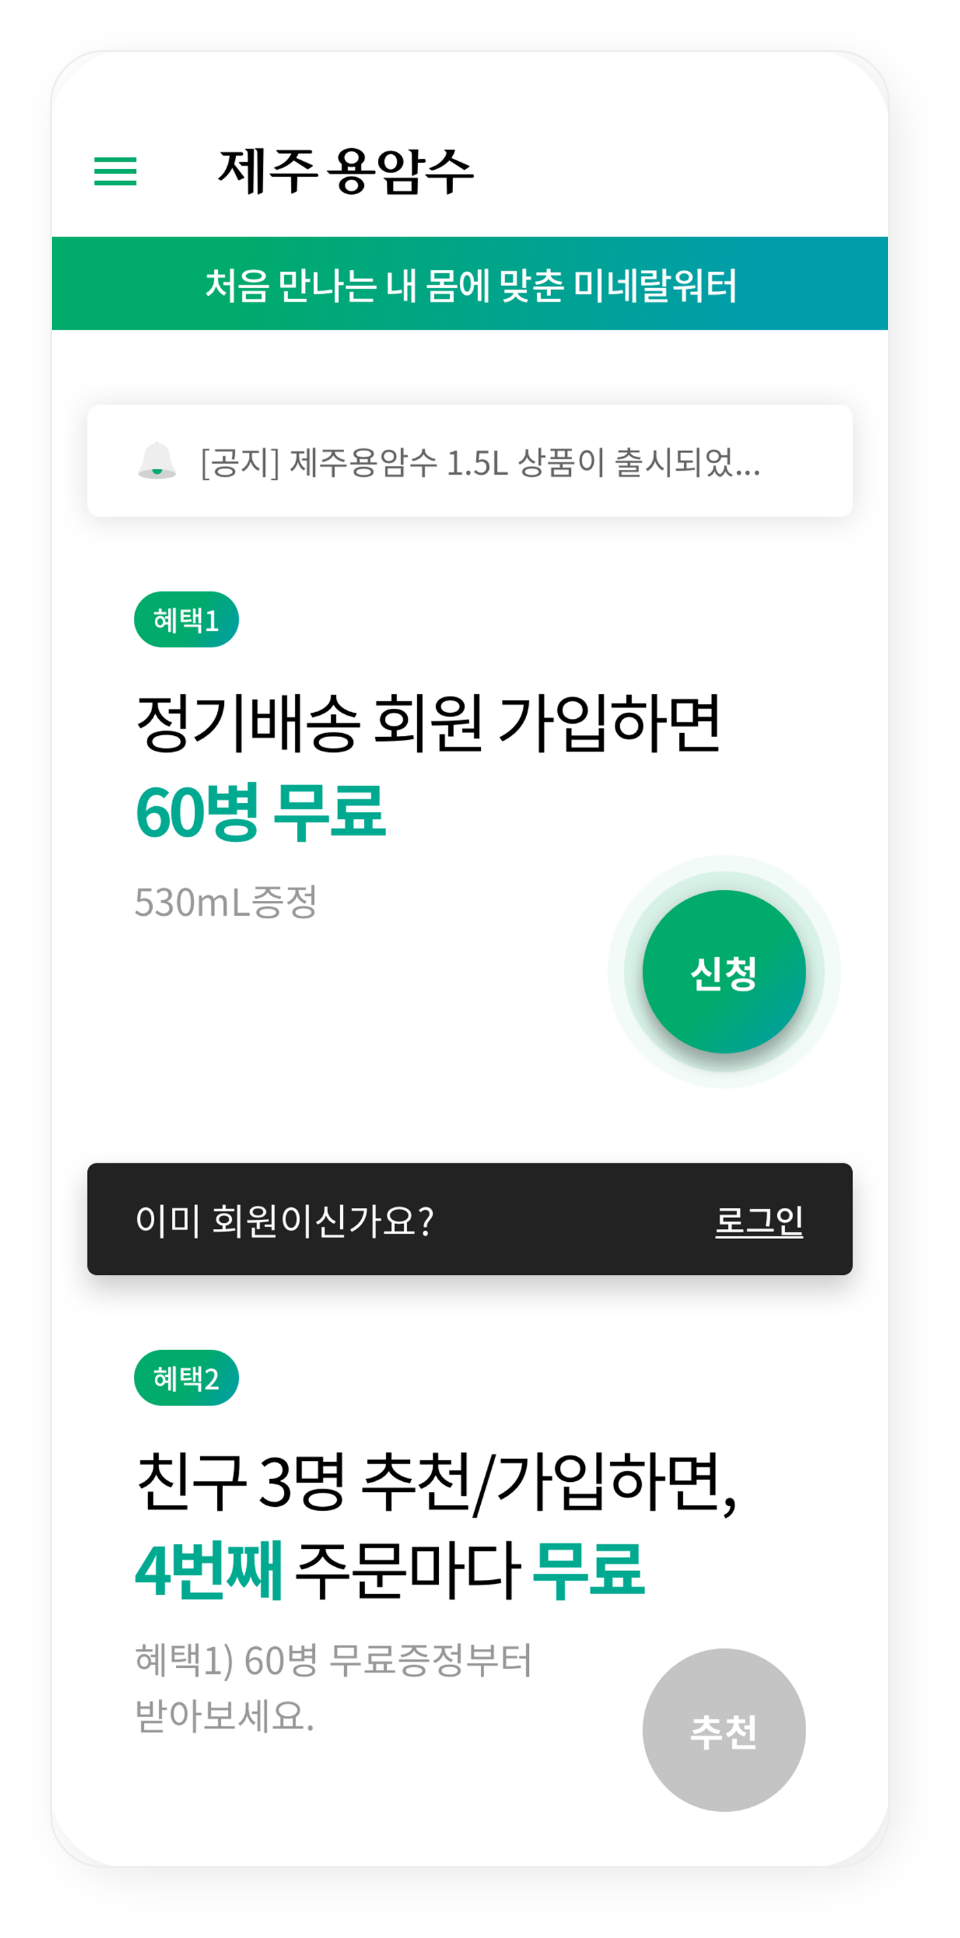 제주 용암수
처음 만나는 내 몸에 맞춘 미네랄워터
[공지] 제주용암수 1.5L 상품이 출시되었...
혜택1
정기배송 회원 가입하면
60병 무료
530mL증정
신청
이미 회원이신가요? 로그인
혜택2
친구 3명 추천/가입하면,
4번째 주문마다 무료
혜택1) 60병 무료증정부터
받아보세요.
추천